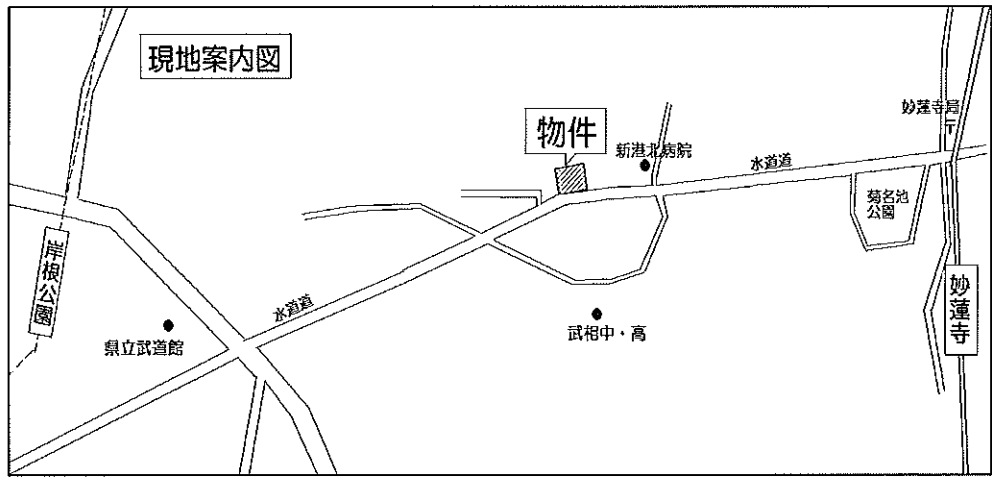 現地案内図
物件
新港北病院
水道道
妙蓮寺局
〒
菊名池
公園
岸根公園
妙蓮寺
水道道
県立武道館
武相中・高